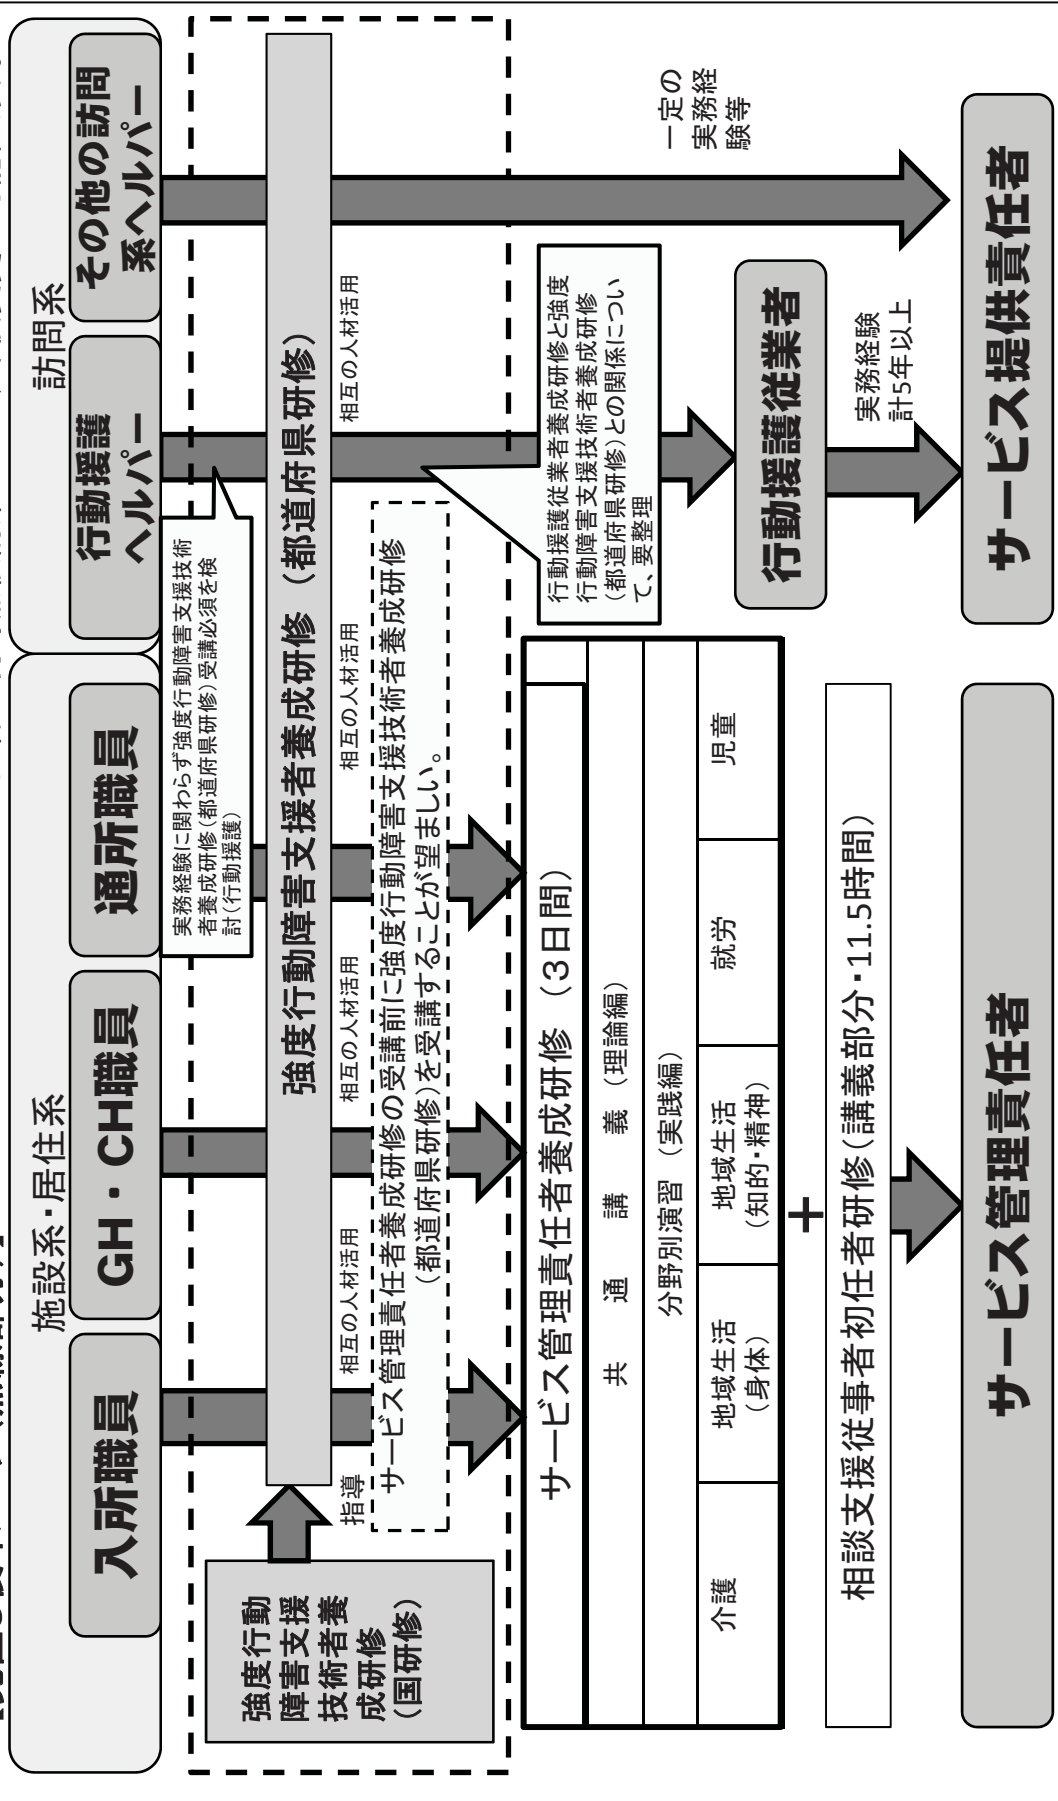 施設系・居住系
訪問系
入所職員
GH・CH職員
通所職員
行動援護
ヘルパー
その他の訪問
系ヘルパー
実務経験に関わらず強度行動障害支援技術
者養成研修(都道府県研修)受講必須を検
討(行動援護)
強度行動
障害支援
技術者養
成研修
(国研修)
強度行動障害支援者養成研修 (都道府県研修)
指導
相互の人材活用
相互の人材活用
相互の人材活用
相互の人材活用
サービス管理責任者養成研修の受講前に強度行動障害支援技術者養成研修
(都道府県研修)を受講することが望ましい。
行動援護従業者養成研修と強度
行動障害支援技術者養成研修
(都道府県研修)との関係につい
て、要整理
一定の
実務経
験等
サービス管理責任者養成研修 (3日間)
共 通 講 義 (理論編)
分野別演習 (実践編)
介護
地域生活
(身体)
地域生活
(知的・精神)
就労
児童
+
相談支援従事者初任者研修(講義部分・11.5時間)
行動援護従業者
実務経験
計5年以上
サービス管理責任者
サービス提供責任者